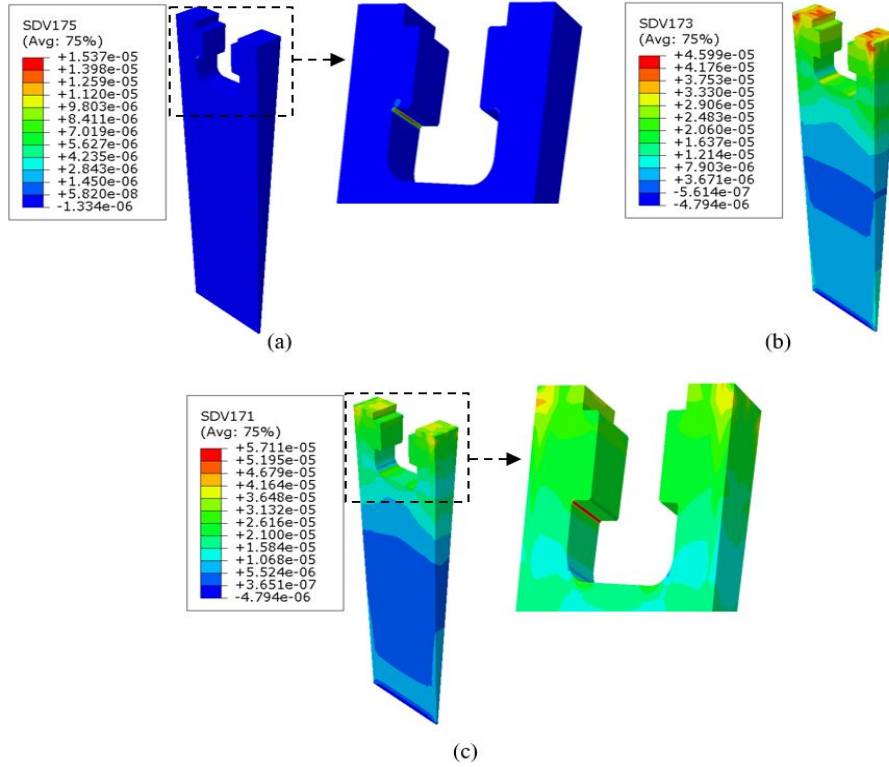 SDV175
(Avg: 75%)
+1.537e-05
+1.398e-05
+1.259e-05
+1.120e-05
+9.803e-06
+8.411e-06
+7.019e-06
+5.627e-06
+4.235e-06
+2.843e-06
+1.450e-06
+5.820e-08
-1.334e-06
(a)
SDV173
(Avg: 75%)
+4.599e-05
+4.176e-05
+3.753e-05
+3.330e-05
+2.906e-05
+2.483e-05
+2.060e-05
+1.637e-05
+1.214e-05
+7.903e-06
+3.671e-06
-5.614e-07
-4.794e-06
(b)
SDV171
(Avg: 75%)
+5.711e-05
+5.195e-05
+4.679e-05
+4.164e-05
+3.648e-05
+3.132e-05
+2.616e-05
+2.100e-05
+1.584e-05
+1.068e-05
+5.524e-06
+3.651e-07
-4.794e-06
(c)